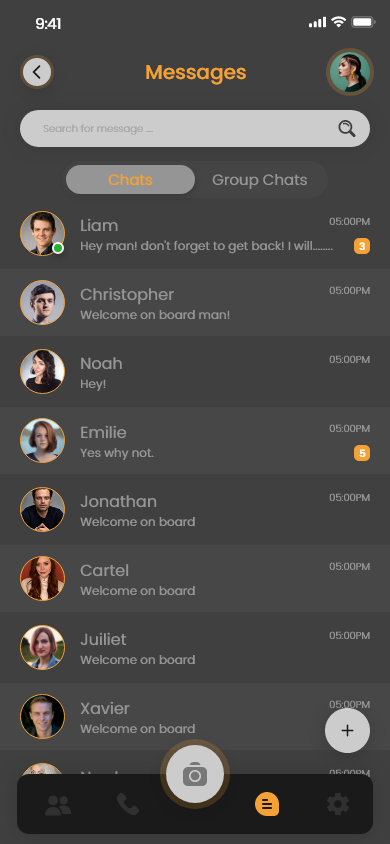 9:41
Messages
Search for message ...
Chats
Group Chats
Liam
05:00PM
Hey man! don't forget to get back! I will........
3
Christopher
05:00PM
Welcome on board man!
Noah
05:00PM
Hey!
Emilie
05:00PM
Yes why not.
5
Jonathan
05:00PM
Welcome on board
Cartel
05:00PM
Welcome on board
Juiliet
05:00PM
Welcome on board
Xavier
05:00PM
Welcome on board
+
05:00PM